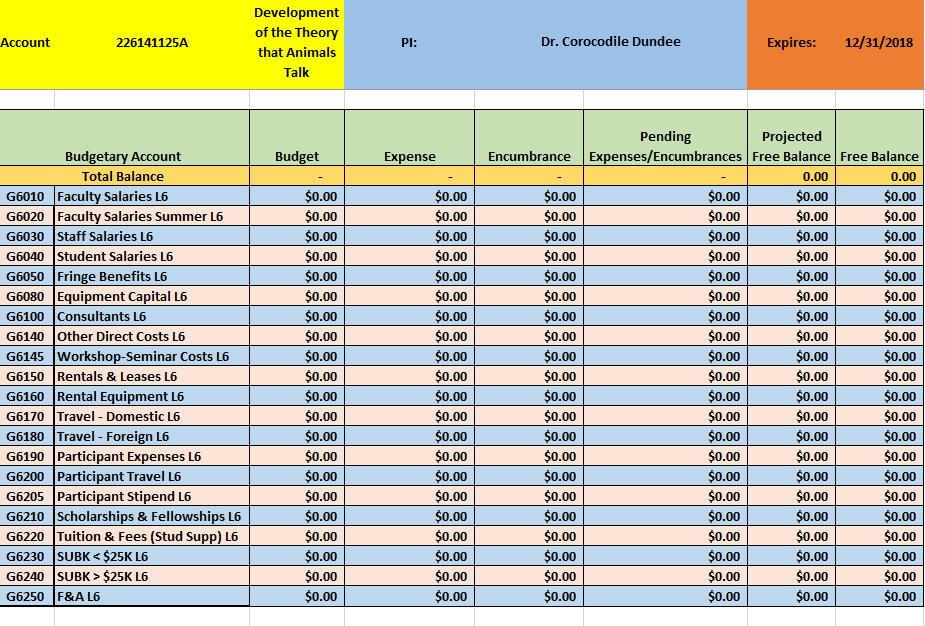 Account 226141125A Development of the Theory that Animals Talk PI: Dr. Corocodile Dundee Expires: 12/31/2018
Budgetary Account Budget Expense Encumbrance Pending Expenses/Encumbrances Projected Free Balance Free Balance
Total Balance - - - - 0.00 0.00
G6010 Faculty Salaries L6 $0.00 $0.00 $0.00 $0.00 $0.00 $0.00
G6020 Faculty Salaries Summer L6 $0.00 $0.00 $0.00 $0.00 $0.00 $0.00
G6030 Staff Salaries L6 $0.00 $0.00 $0.00 $0.00 $0.00 $0.00
G6040 Student Salaries L6 $0.00 $0.00 $0.00 $0.00 $0.00 $0.00
G6050 Fringe Benefits L6 $0.00 $0.00 $0.00 $0.00 $0.00 $0.00
G6080 Equipment Capital L6 $0.00 $0.00 $0.00 $0.00 $0.00 $0.00
G6100 Consultants L6 $0.00 $0.00 $0.00 $0.00 $0.00 $0.00
G6140 Other Direct Costs L6 $0.00 $0.00 $0.00 $0.00 $0.00 $0.00
G6145 Workshop-Seminar Costs L6 $0.00 $0.00 $0.00 $0.00 $0.00 $0.00
G6150 Rentals & Leases L6 $0.00 $0.00 $0.00 $0.00 $0.00 $0.00
G6160 Rental Equipment L6 $0.00 $0.00 $0.00 $0.00 $0.00 $0.00
G6170 Travel - Domestic L6 $0.00 $0.00 $0.00 $0.00 $0.00 $0.00
G6180 Travel - Foreign L6 $0.00 $0.00 $0.00 $0.00 $0.00 $0.00
G6190 Participant Expenses L6 $0.00 $0.00 $0.00 $0.00 $0.00 $0.00
G6200 Participant Travel L6 $0.00 $0.00 $0.00 $0.00 $0.00 $0.00
G6205 Participant Stipend L6 $0.00 $0.00 $0.00 $0.00 $0.00 $0.00
G6210 Scholarships & Fellowships L6 $0.00 $0.00 $0.00 $0.00 $0.00 $0.00
G6220 Tuition & Fees (Stud Supp) L6 $0.00 $0.00 $0.00 $0.00 $0.00 $0.00
G6230 SUBK < $25K L6 $0.00 $0.00 $0.00 $0.00 $0.00 $0.00
G6240 SUBK > $25K L6 $0.00 $0.00 $0.00 $0.00 $0.00 $0.00
G6250 F&A L6 $0.00 $0.00 $0.00 $0.00 $0.00 $0.00